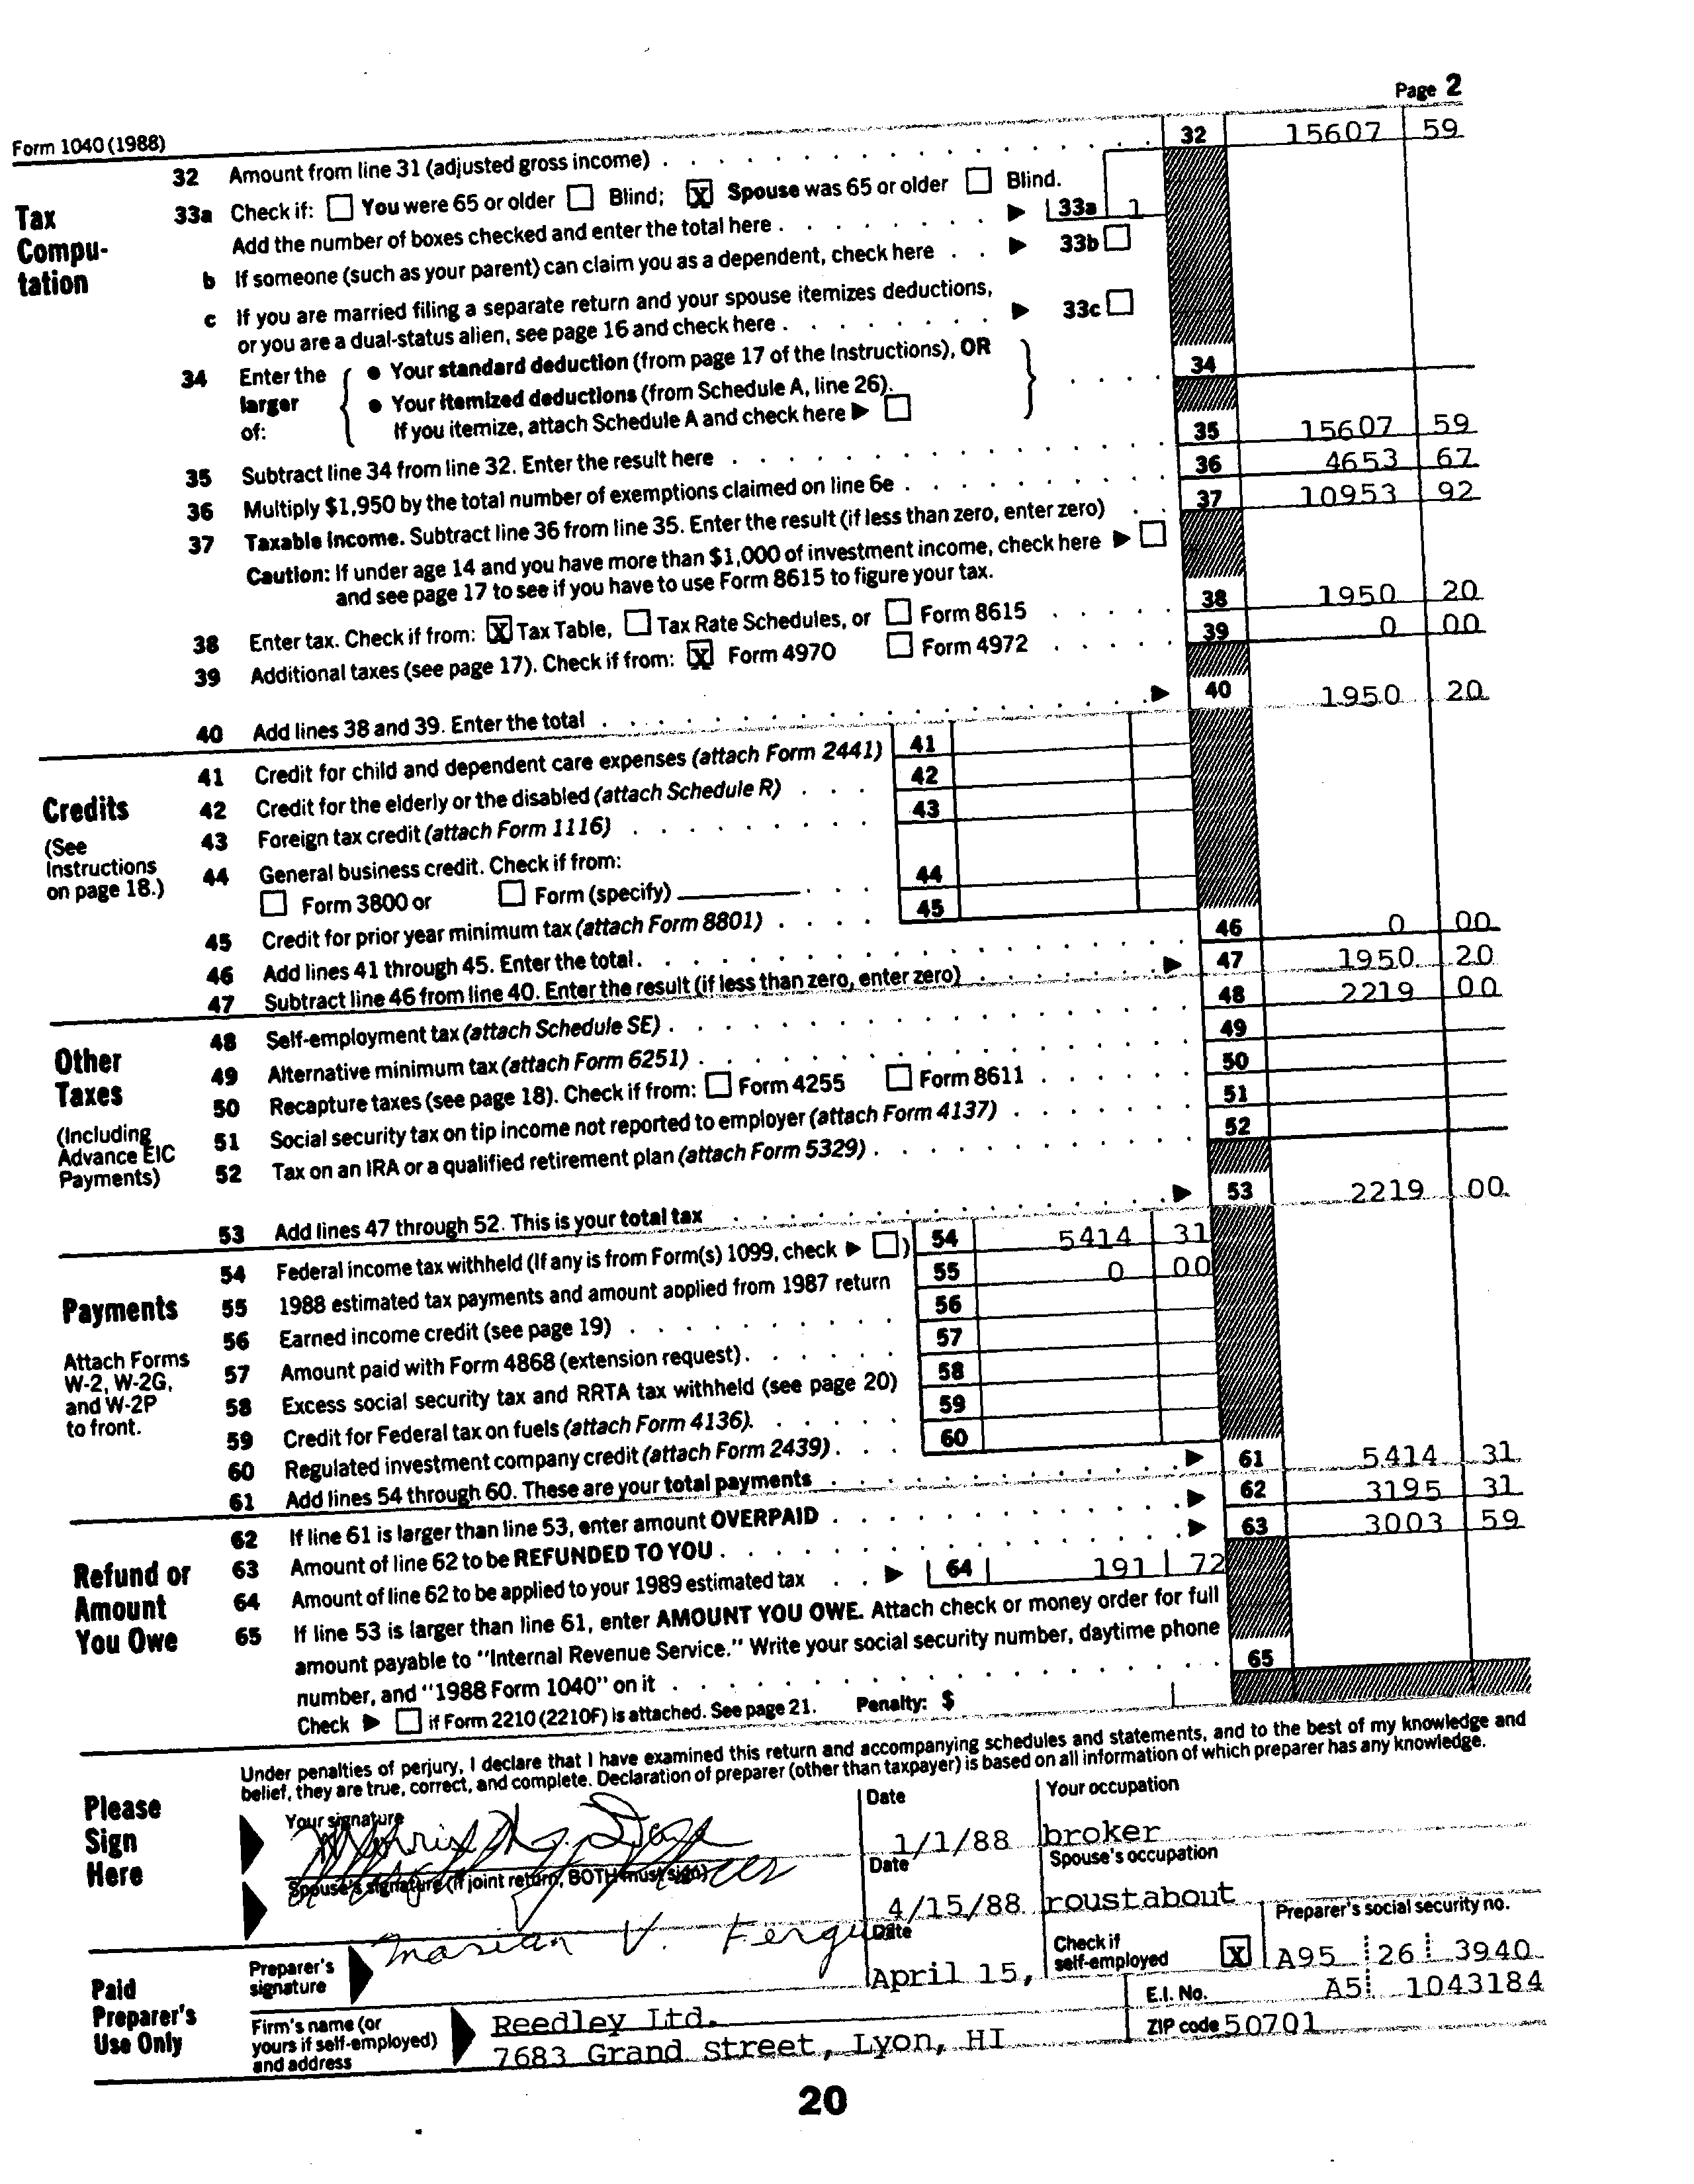 Page 2
Form 1040 (1988)
32 Amount from line 31 (adjusted gross income) 32 15607 59
Tax Compu-tation
33a Check if: You were 65 or older Blind; X Spouse was 65 or older Blind.
Add the number of boxes checked and enter the total here ▶ 33a 1
b If someone (such as your parent) can claim you as a dependent, check here ▶ 33b
c If you are married filing a separate return and your spouse itemizes deductions,
or you are a dual-status alien, see page 16 and check here ▶ 33c
34 Enter the larger of:
● Your standard deduction (from page 17 of the Instructions), OR 34
● Your itemized deductions (from Schedule A, line 26).
If you itemize, attach Schedule A and check here ▶
35 Subtract line 34 from line 32. Enter the result here 35 15607 59
36 Multiply $1,950 by the total number of exemptions claimed on line 6e 36 4653 67
37 Taxable income. Subtract line 36 from line 35. Enter the result (if less than zero, enter zero) 37 10953 92
Caution: If under age 14 and you have more than $1,000 of investment income, check here ▶
and see page 17 to see if you have to use Form 8615 to figure your tax.
38 Enter tax. Check if from: X Tax Table, Tax Rate Schedules, or Form 8615 38 1950 20
39 Additional taxes (see page 17). Check if from: X Form 4970 Form 4972 39 0 00
40 Add lines 38 and 39. Enter the total ▶ 40 1950 20
Credits
(See Instructions on page 18.)
41 Credit for child and dependent care expenses (attach Form 2441) 41
42 Credit for the elderly or the disabled (attach Schedule R) 42
43 Foreign tax credit (attach Form 1116) 43
44 General business credit. Check if from:
Form 3800 or Form (specify) 44
45 Credit for prior year minimum tax (attach Form 8801) 45
46 Add lines 41 through 45. Enter the total 46 0 00
47 Subtract line 46 from line 40. Enter the result (if less than zero, enter zero) ▶ 47 1950 20
Other Taxes
(Including Advance EIC Payments)
48 Self-employment tax (attach Schedule SE) 48 2219 00
49 Alternative minimum tax (attach Form 6251) 49
50 Recapture taxes (see page 18). Check if from: Form 4255 Form 8611 50
51 Social security tax on tip income not reported to employer (attach Form 4137) 51
52 Tax on an IRA or a qualified retirement plan (attach Form 5329) 52
53 Add lines 47 through 52. This is your total tax ▶ 53 2219 00
Payments
Attach Forms W-2, W-2G, and W-2P to front.
54 Federal income tax withheld (If any is from Form(s) 1099, check ▶ ) 54 5414 31
55 1988 estimated tax payments and amount applied from 1987 return 55 0 00
56 Earned income credit (see page 19) 56
57 Amount paid with Form 4868 (extension request) 57
58 Excess social security tax and RRTA tax withheld (see page 20) 58
59 Credit for Federal tax on fuels (attach Form 4136). 59
60 Regulated investment company credit (attach Form 2439) 60
61 Add lines 54 through 60. These are your total payments ▶ 61 5414 31
Refund or Amount You Owe
62 If line 61 is larger than line 53, enter amount OVERPAID ▶ 62 3195 31
63 Amount of line 62 to be REFUNDED TO YOU ▶ 63 3003 59
64 Amount of line 62 to be applied to your 1989 estimated tax ▶ 64 191 72
65 If line 53 is larger than line 61, enter AMOUNT YOU OWE. Attach check or money order for full
amount payable to "Internal Revenue Service." Write your social security number, daytime phone
number, and "1988 Form 1040" on it 65
Check ▶ if Form 2210 (2210F) is attached. See page 21. Penalty: $
Please Sign Here
Under penalties of perjury, I declare that I have examined this return and accompanying schedules and statements, and to the best of my knowledge and
belief, they are true, correct, and complete. Declaration of preparer (other than taxpayer) is based on all information of which preparer has any knowledge.
Your signature Date 1/1/88 Your occupation broker
Spouse's signature (if joint return, BOTH must sign) Date 4/15/88 Spouse's occupation roustabout
Paid Preparer's Use Only
Preparer's signature Marian V. Date April 15, Check if self-employed X Preparer's social security no. A95 26 3940
Firm's name (or yours if self-employed) and address
Reedley Ltd. E.I. No. A5 1043184
7683 Grand street, Lyon, HI ZIP code 50701
20